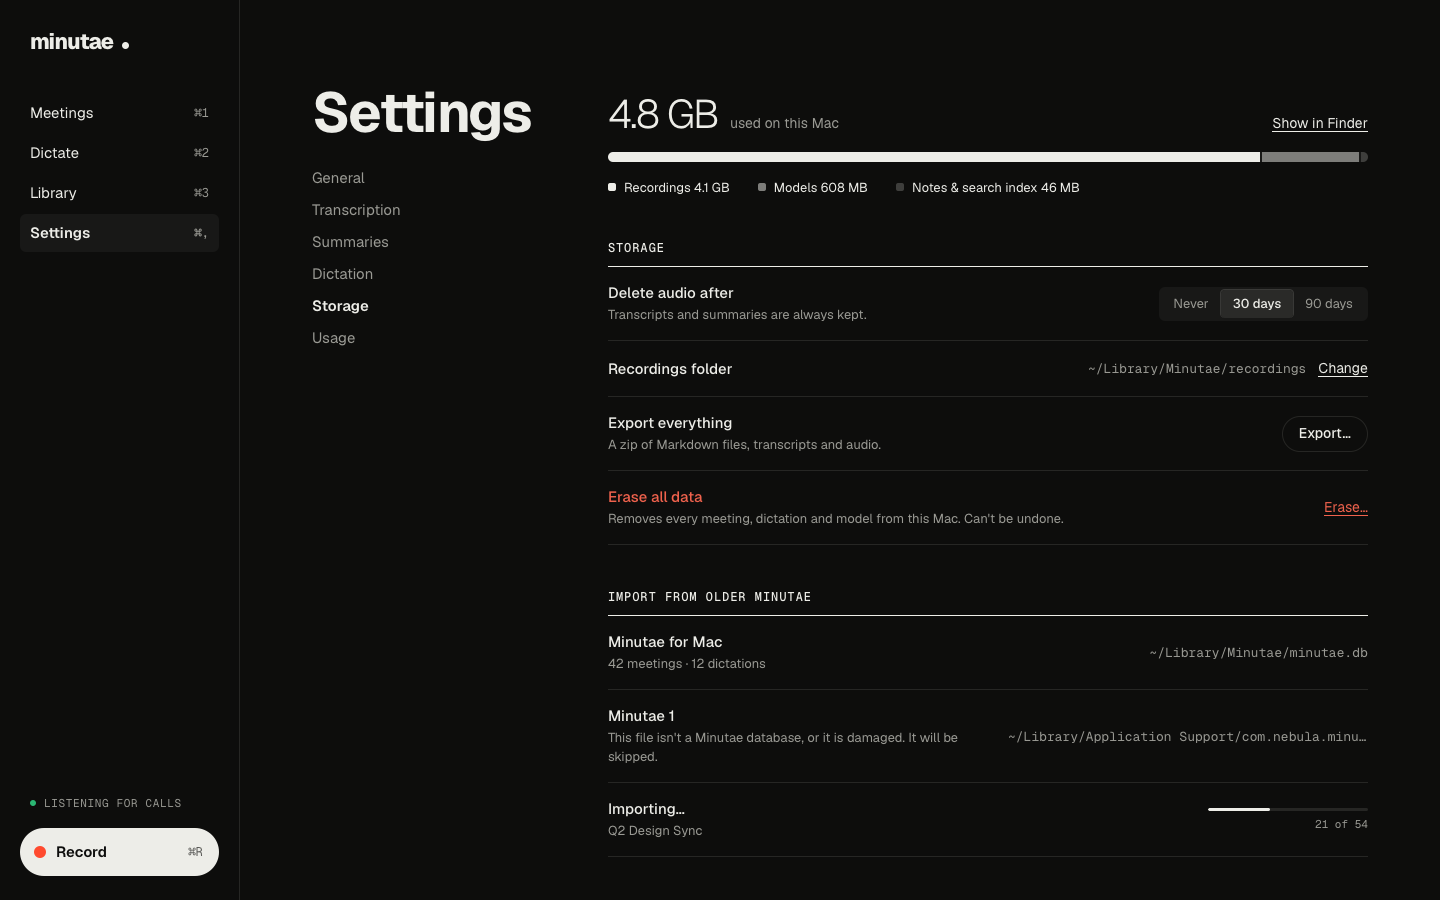 minutae
Meetings ⌘1
Dictate ⌘2
Library ⌘3
Settings ⌘,
LISTENING FOR CALLS
Record ⌘R
Settings
General
Transcription
Summaries
Dictation
Storage
Usage
4.8 GB used on this Mac Show in Finder
Recordings 4.1 GB Models 608 MB Notes & search index 46 MB
STORAGE
Delete audio after
Transcripts and summaries are always kept.
Never 30 days 90 days
Recordings folder ~/Library/Minutae/recordings Change
Export everything
A zip of Markdown files, transcripts and audio.
Export…
Erase all data
Removes every meeting, dictation and model from this Mac. Can't be undone.
Erase…
IMPORT FROM OLDER MINUTAE
Minutae for Mac
42 meetings · 12 dictations
~/Library/Minutae/minutae.db
Minutae 1
This file isn't a Minutae database, or it is damaged. It will be
skipped.
~/Library/Application Support/com.nebula.minu…
Importing…
Q2 Design Sync
21 of 54